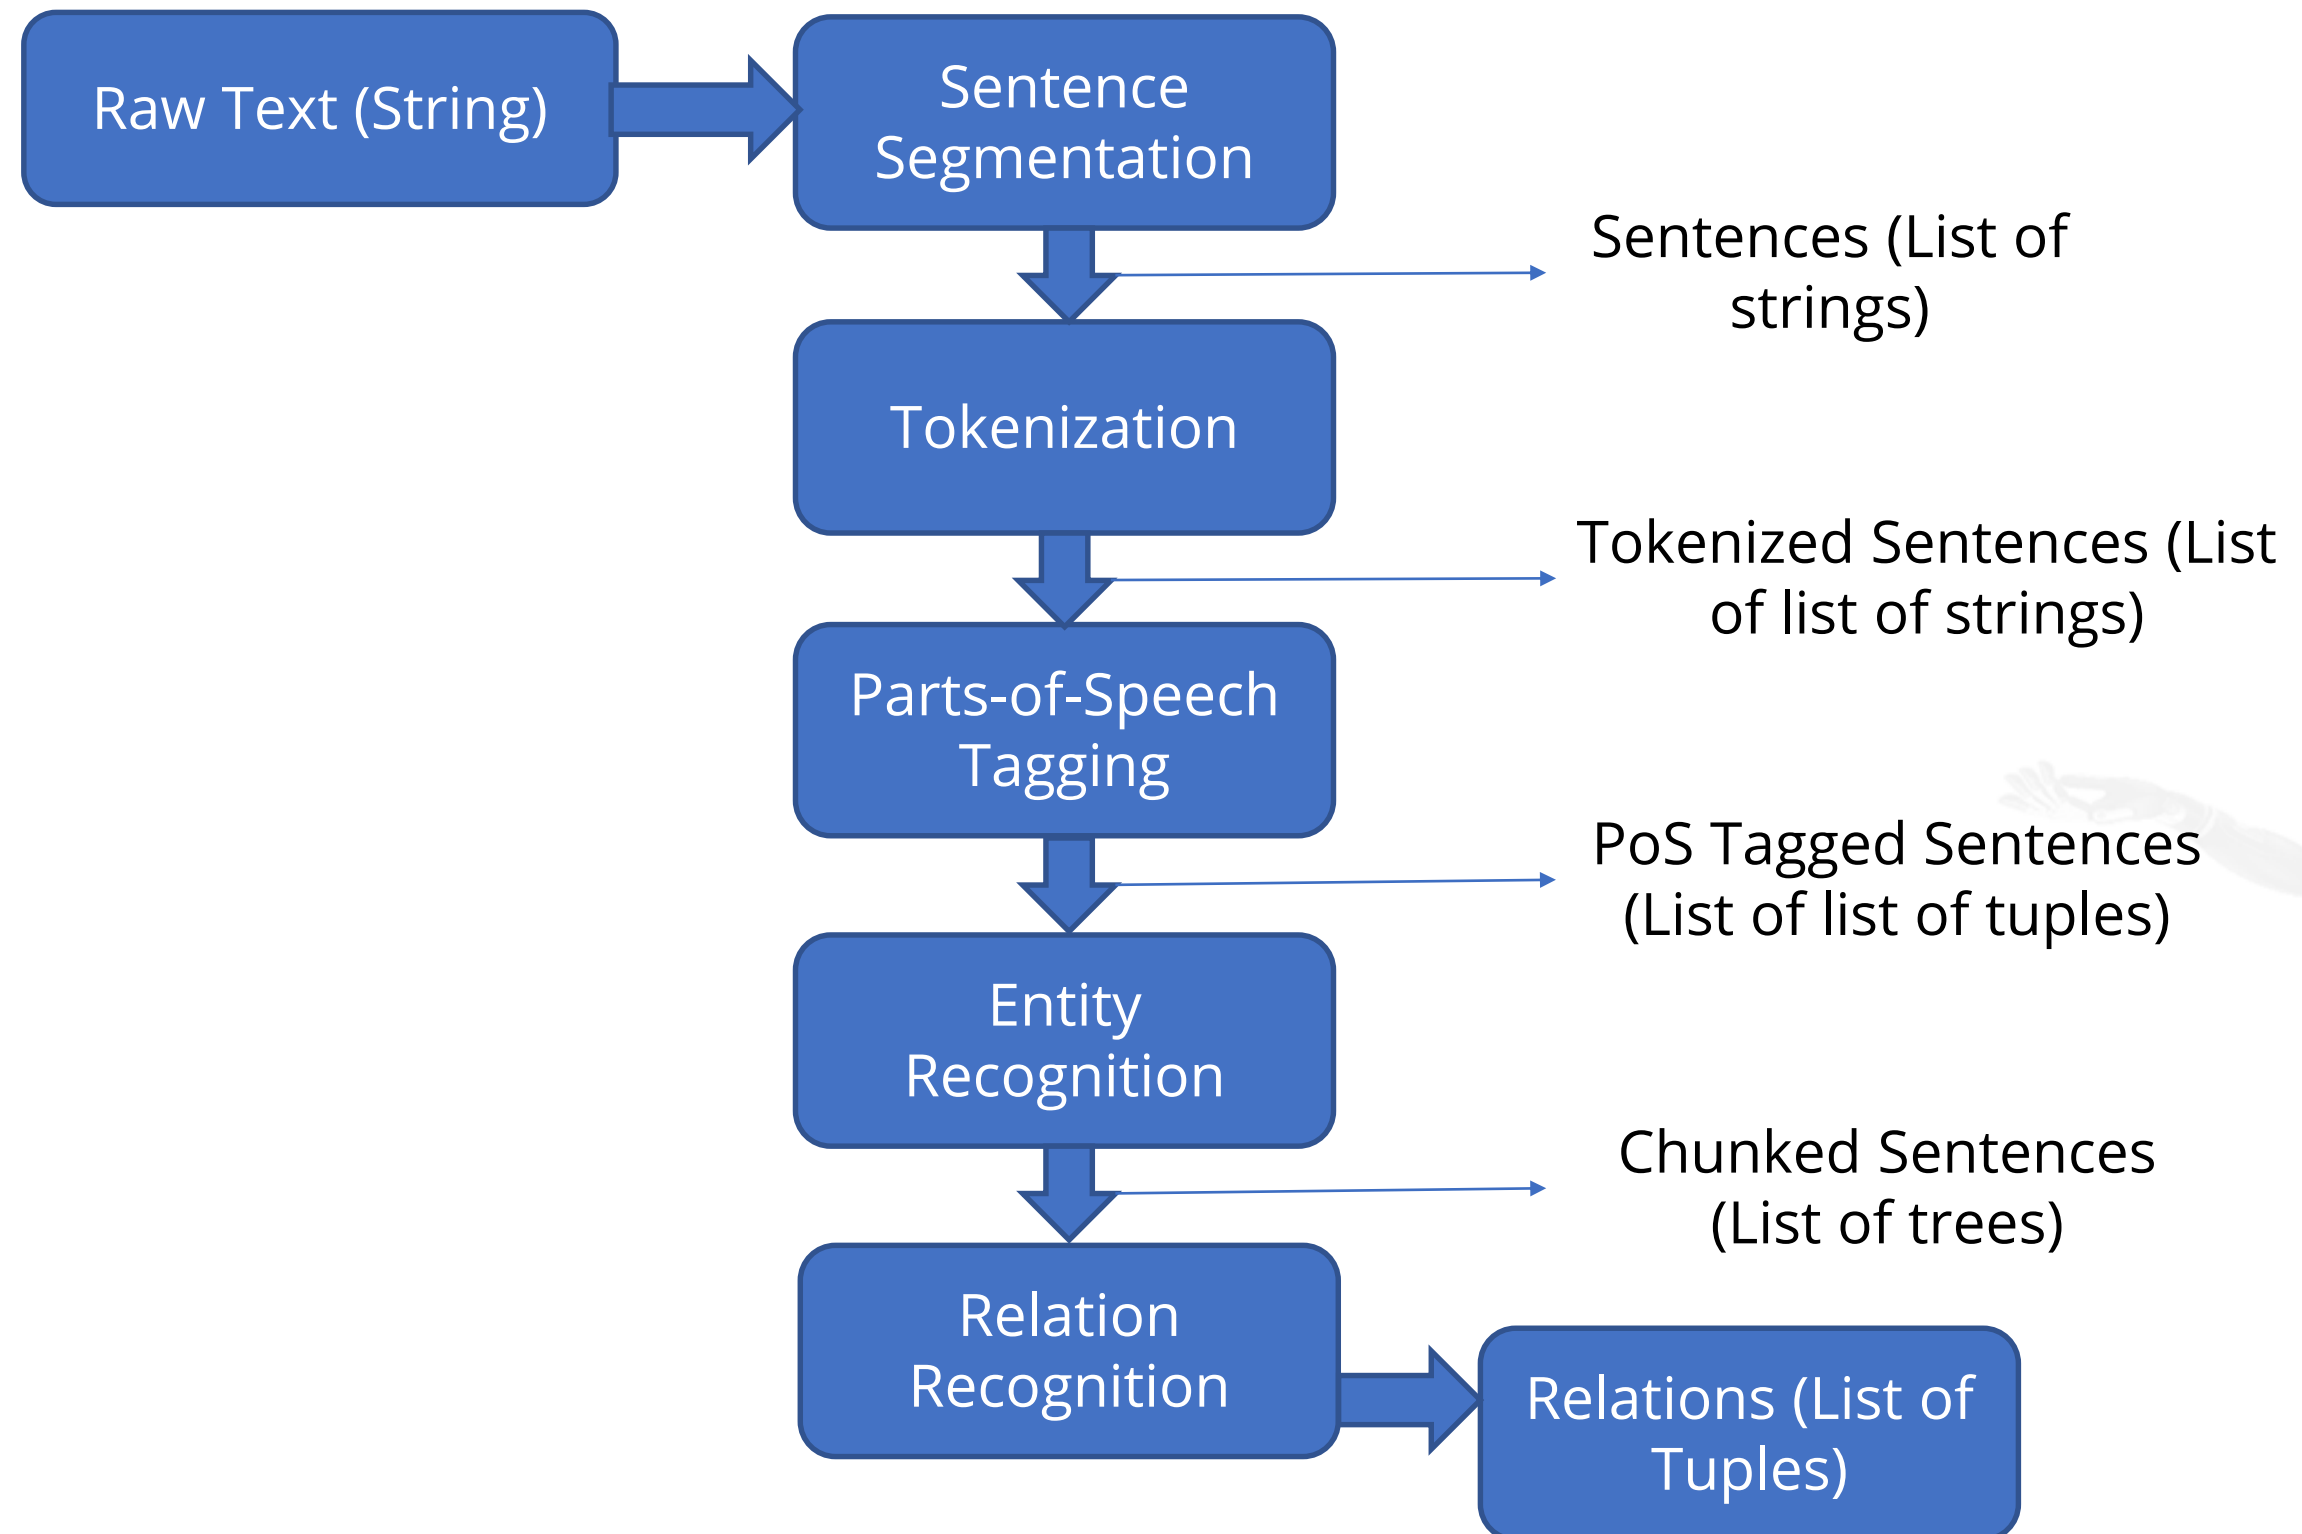 Raw Text (String)
Sentence
Segmentation
Sentences (List of
strings)
Tokenization
Tokenized Sentences (List
of list of strings)
Parts-of-Speech
Tagging
PoS Tagged Sentences
(List of list of tuples)
Entity
Recognition
Chunked Sentences
(List of trees)
Relation
Recognition
Relations (List of
Tuples)